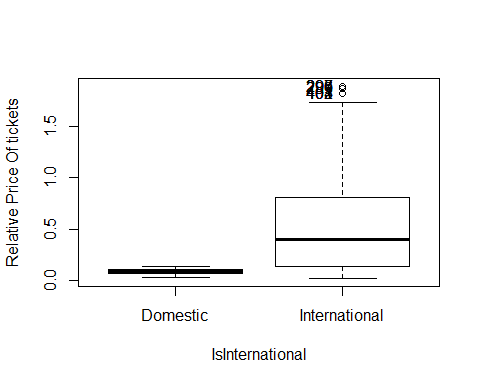 Relative Price Of tickets
0.0
0.5
1.0
1.5
Domestic
International
IsInternational